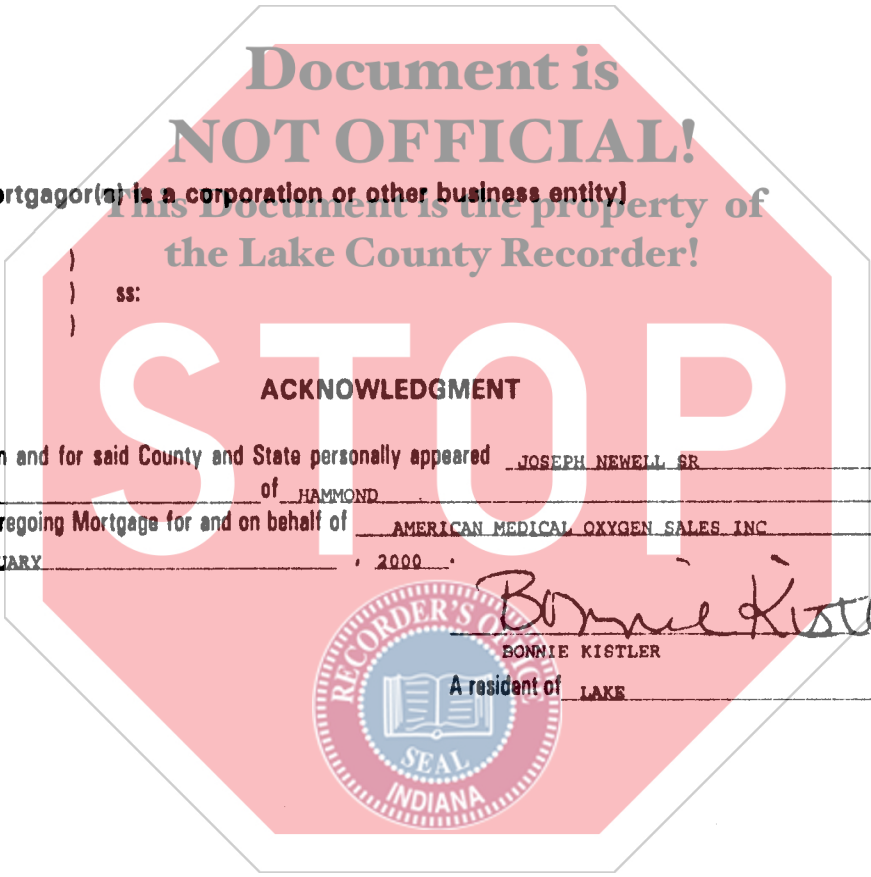 Document is
NOT OFFICIAL!
ortgagor(s) is a corporation or other business entity]
This Document is the property of
the Lake County Recorder!
)
) ss:
)
STOP
ACKNOWLEDGMENT
n and for said County and State personally appeared JOSEPH NEWELL SR
of HAMMOND
regoing Mortgage for and on behalf of AMERICAN MEDICAL OXYGEN SALES INC
UARY , 2000 .
Bonnie Kistl
BONNIE KISTLER
A resident of LAKE
RECORDER'S OFFICE
SEAL
INDIANA